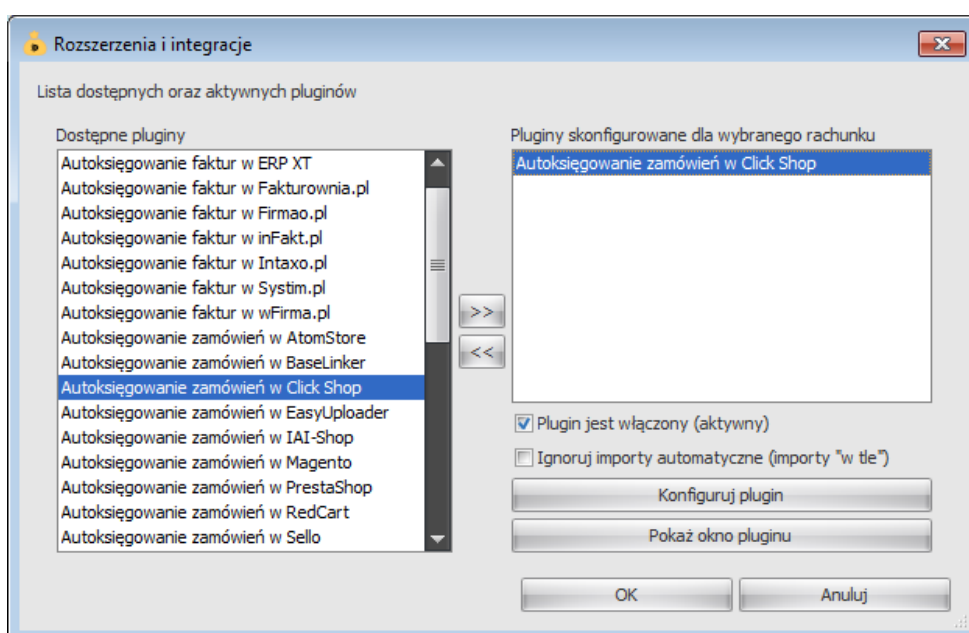 Rozszerzenia i integracje
Lista dostępnych oraz aktywnych pluginów
Dostępne pluginy
Autoksięgowanie faktur w ERP XT
Autoksięgowanie faktur w Fakturownia.pl
Autoksięgowanie faktur w Firmao.pl
Autoksięgowanie faktur w inFakt.pl
Autoksięgowanie faktur w Intaxo.pl
Autoksięgowanie faktur w Systim.pl
Autoksięgowanie faktur w wFirma.pl
Autoksięgowanie zamówień w AtomStore
Autoksięgowanie zamówień w BaseLinker
Autoksięgowanie zamówień w Click Shop
Autoksięgowanie zamówień w EasyUploader
Autoksięgowanie zamówień w IAI-Shop
Autoksięgowanie zamówień w Magento
Autoksięgowanie zamówień w PrestaShop
Autoksięgowanie zamówień w RedCart
Autoksięgowanie zamówień w Sello
>>
<<
Pluginy skonfigurowane dla wybranego rachunku
Autoksięgowanie zamówień w Click Shop
Plugin jest włączony (aktywny)
Ignoruj importy automatyczne (importy "w tle")
Konfiguruj plugin
Pokaż okno pluginu
OK
Anuluj